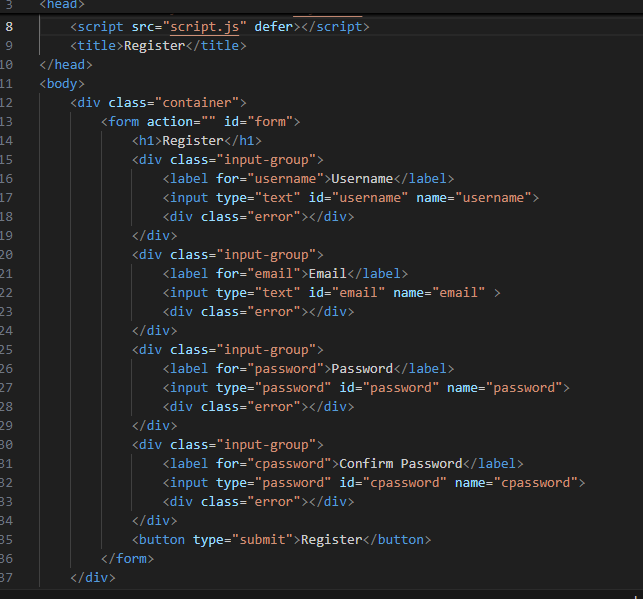 3 <head>
8 <script src="script.js" defer></script>
9 <title>Register</title>
10 </head>
11 <body>
12 <div class="container">
13 <form action="" id="form">
14 <h1>Register</h1>
15 <div class="input-group">
16 <label for="username">Username</label>
17 <input type="text" id="username" name="username">
18 <div class="error"></div>
19 </div>
20 <div class="input-group">
21 <label for="email">Email</label>
22 <input type="text" id="email" name="email" >
23 <div class="error"></div>
24 </div>
25 <div class="input-group">
26 <label for="password">Password</label>
27 <input type="password" id="password" name="password">
28 <div class="error"></div>
29 </div>
30 <div class="input-group">
31 <label for="cpassword">Confirm Password</label>
32 <input type="password" id="cpassword" name="cpassword">
33 <div class="error"></div>
34 </div>
35 <button type="submit">Register</button>
36 </form>
37 </div>